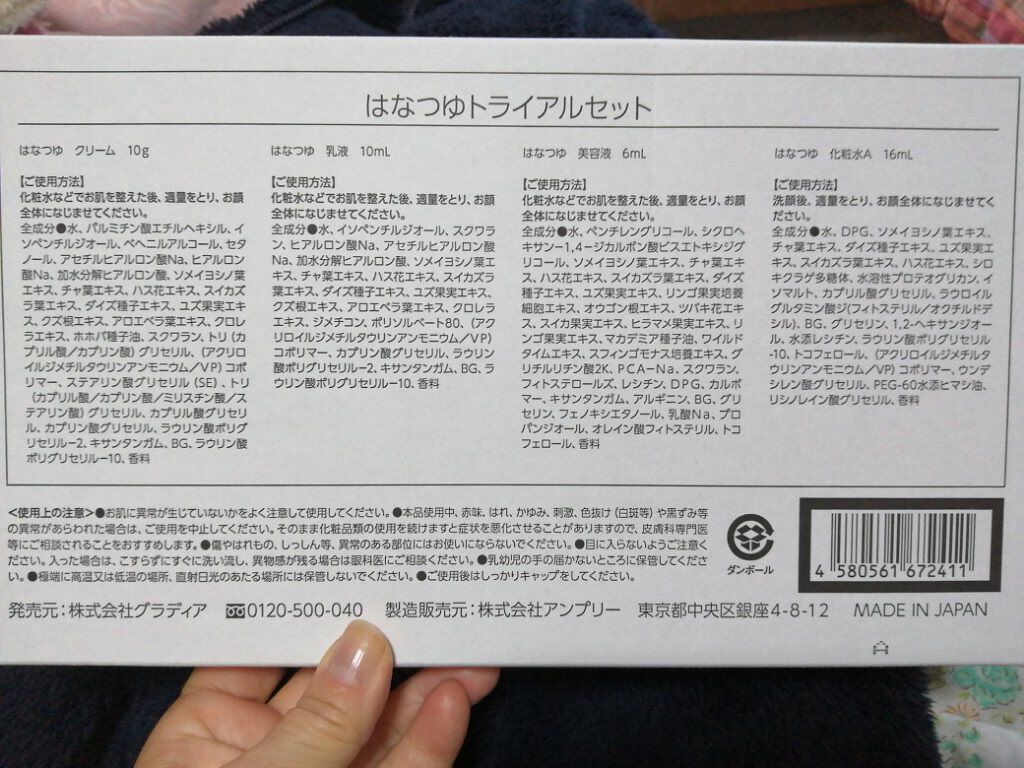 はなつゆトライアルセット
はなつゆ クリーム 10g
【ご使用方法】
化粧水などでお肌を整えた後、適量をとり、お顔
全体になじませてください。
全成分●水、パルミチン酸エチルヘキシル、イ
ソペンチルジオール、ベヘニルアルコール、セタ
ノール、アセチルヒアルロン酸Na、ヒアルロン
酸Na、加水分解ヒアルロン酸、ソメイヨシノ葉
エキス、チャ葉エキス、ハス花エキス、スイカズ
ラ葉エキス、ダイズ種子エキス、ユズ果実エキ
ス、クズ根エキス、アロエベラ葉エキス、クロレ
ラエキス、ホホバ種子油、スクワラン、トリ(カ
プリル酸/カプリン酸)グリセリル、(アクリロ
イルジメチルタウリンアンモニウム/VP)コポ
リマー、ステアリン酸グリセリル(SE)、トリ
(カプリル酸/カプリン酸/ミリスチン酸/ス
テアリン酸)グリセリル、カプリル酸グリセリ
ル、カプリン酸グリセリル、ラウリン酸ポリグ
リセリル-2、キサンタンガム、BG、ラウリン酸
ポリグリセリル-10、香料
はなつゆ 乳液 10mL
【ご使用方法】
化粧水などでお肌を整えた後、適量をとり、お顔
全体になじませてください。
全成分●水、イソペンチルジオール、スクワラ
ン、ヒアルロン酸Na、アセチルヒアルロン酸
Na、加水分解ヒアルロン酸、ソメイヨシノ葉エ
キス、チャ葉エキス、ハス花エキス、スイカズラ
葉エキス、ダイズ種子エキス、ユズ果実エキス、
クズ根エキス、アロエベラ葉エキス、クロレラ
エキス、ジメチコン、ポリソルベート80、(アク
リロイルジメチルタウリンアンモニウム/VP)
コポリマー、カプリン酸グリセリル、ラウリン
酸ポリグリセリル-2、キサンタンガム、BG、ラ
ウリン酸ポリグリセリル-10、香料
はなつゆ 美容液 6mL
【ご使用方法】
化粧水などでお肌を整えた後、適量をとり、お顔
全体になじませてください。
全成分●水、ペンチレングリコール、シクロヘ
キサン-1,4-ジカルボン酸ビスエトキシジグ
リコール、ソメイヨシノ葉エキス、チャ葉エキ
ス、ハス花エキス、スイカズラ葉エキス、ダイズ
種子エキス、ユズ果実エキス、リンゴ果実培養
細胞エキス、オウゴン根エキス、ツバキ花エキ
ス、スイカ果実エキス、ヒラマメ果実エキス、リ
ンゴ果実エキス、マカデミア種子油、ワイルド
タイムエキス、スフィンゴモナス培養エキス、グ
リチルリチン酸2K、PCA-Na、スクワラン、
フィトステロールズ、レシチン、DPG、カルボ
マー、キサンタンガム、アルギニン、BG、グリ
セリン、フェノキシエタノール、乳酸Na、プロ
パンジオール、オレイン酸フィトステリル、トコ
フェロール、香料
はなつゆ 化粧水A 16mL
【ご使用方法】
洗顔後、適量をとり、お顔全体になじませてくだ
さい。
全成分●水、DPG、ソメイヨシノ葉エキス、
チャ葉エキス、ダイズ種子エキス、ユズ果実エ
キス、スイカズラ葉エキス、ハス花エキス、シロ
キクラゲ多糖体、水溶性プロテオグリカン、イ
ソマルト、カプリル酸グリセリル、ラウロイル
グルタミン酸ジ(フィトステリル/オクチルドデ
シル)、BG、グリセリン、1,2-ヘキサンジオー
ル、水添レシチン、ラウリン酸ポリグリセリル
-10、トコフェロール、(アクリロイルジメチル
タウリンアンモニウム/VP)コポリマー、ウンデ
シレン酸グリセリル、PEG-60水添ヒマシ油、
リシノレイン酸グリセリル、香料
<使用上の注意>●お肌に異常が生じていないかをよく注意して使用してください。●本品使用中、赤味、はれ、かゆみ、刺激、色抜け(白斑等)や黒ずみ等
の異常があらわれた場合は、ご使用を中止してください。そのまま化粧品類の使用を続けますと症状を悪化させることがありますので、皮膚科専門医
等にご相談されることをおすすめします。●傷やはれもの、しっしん等、異常のある部位にはお使いにならないでください。●目に入らないようご注意くだ
さい。入った場合は、こすらずにすぐに洗い流し、異物感が残る場合は眼科医にご相談ください。●乳幼児の手の届かないところに保管してくださ
い。●極端に高温又は低温の場所、直射日光のあたる場所には保管しないでください。●ご使用後はしっかりキャップをしてください。
ダンボール
4 580561 672411
発売元:株式会社グラディア 0120-500-040 製造販売元:株式会社アンプリー 東京都中央区銀座4-8-12 MADE IN JAPAN